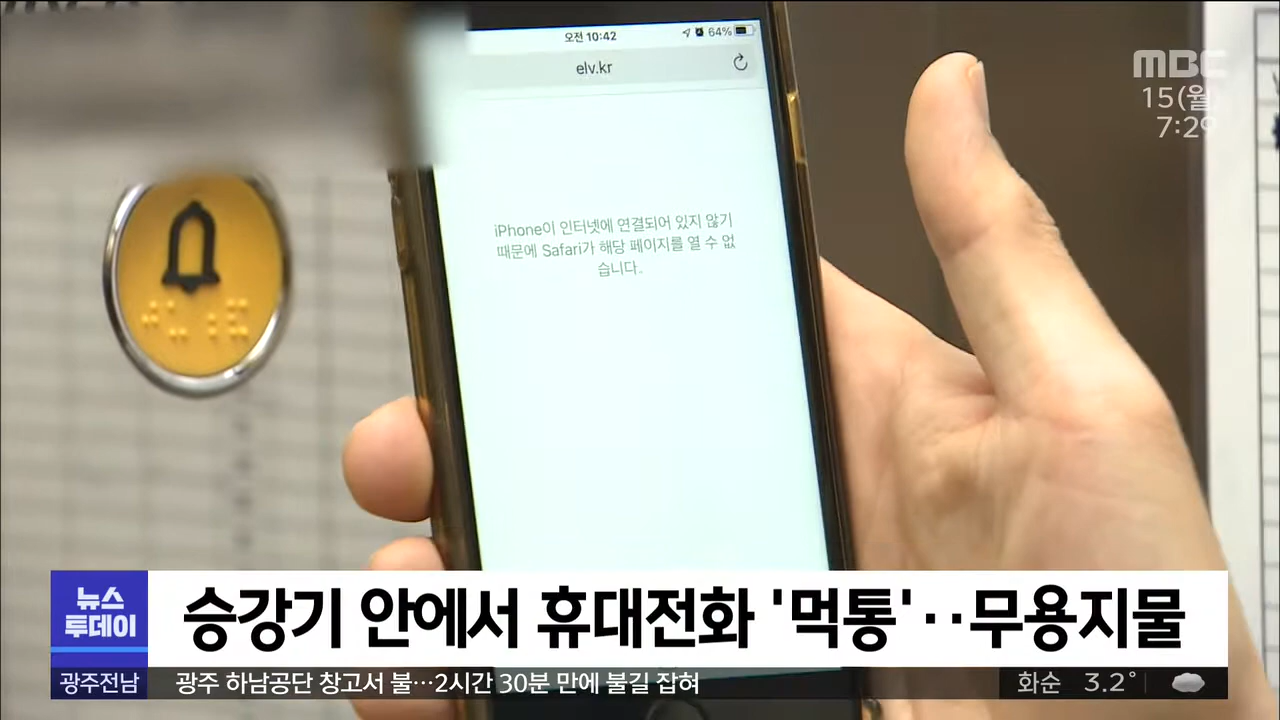 오전 10:42
64%
elv.kr
MBC
15(월)
7:29
iPhone이 인터넷에 연결되어 있지 않기
때문에 Safari가 해당 페이지를 열 수 없
습니다.
뉴스
투데이
승강기 안에서 휴대전화 '먹통'‥무용지물
광주전남
광주 하남공단 창고서 불…2시간 30분 만에 불길 잡혀
화순 3.2°